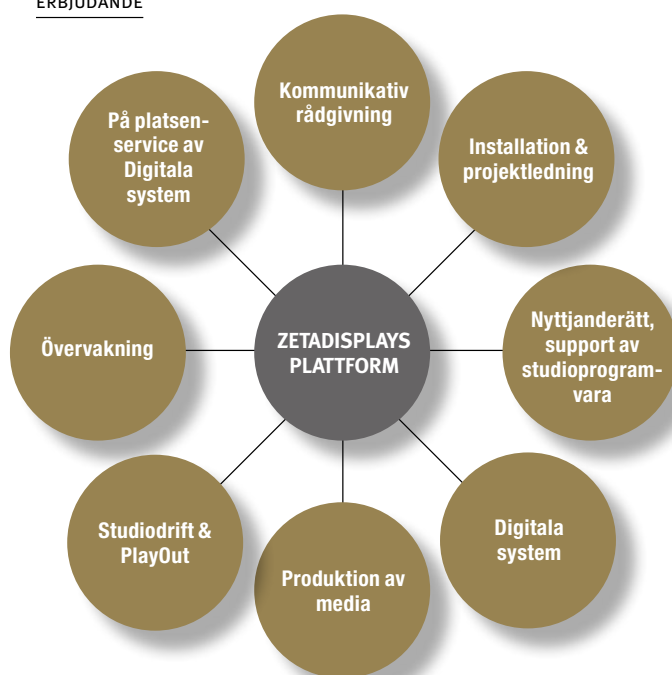 ERBJUDANDE
Kommunikativ
rådgivning
På platsen-
service av
Digitala
system
Installation &
projektledning
Övervakning
ZETADISPLAYS
PLATTFORM
Nyttjanderätt,
support av
studioprogram-
vara
Studiodrift &
PlayOut
Digitala
system
Produktion av
media